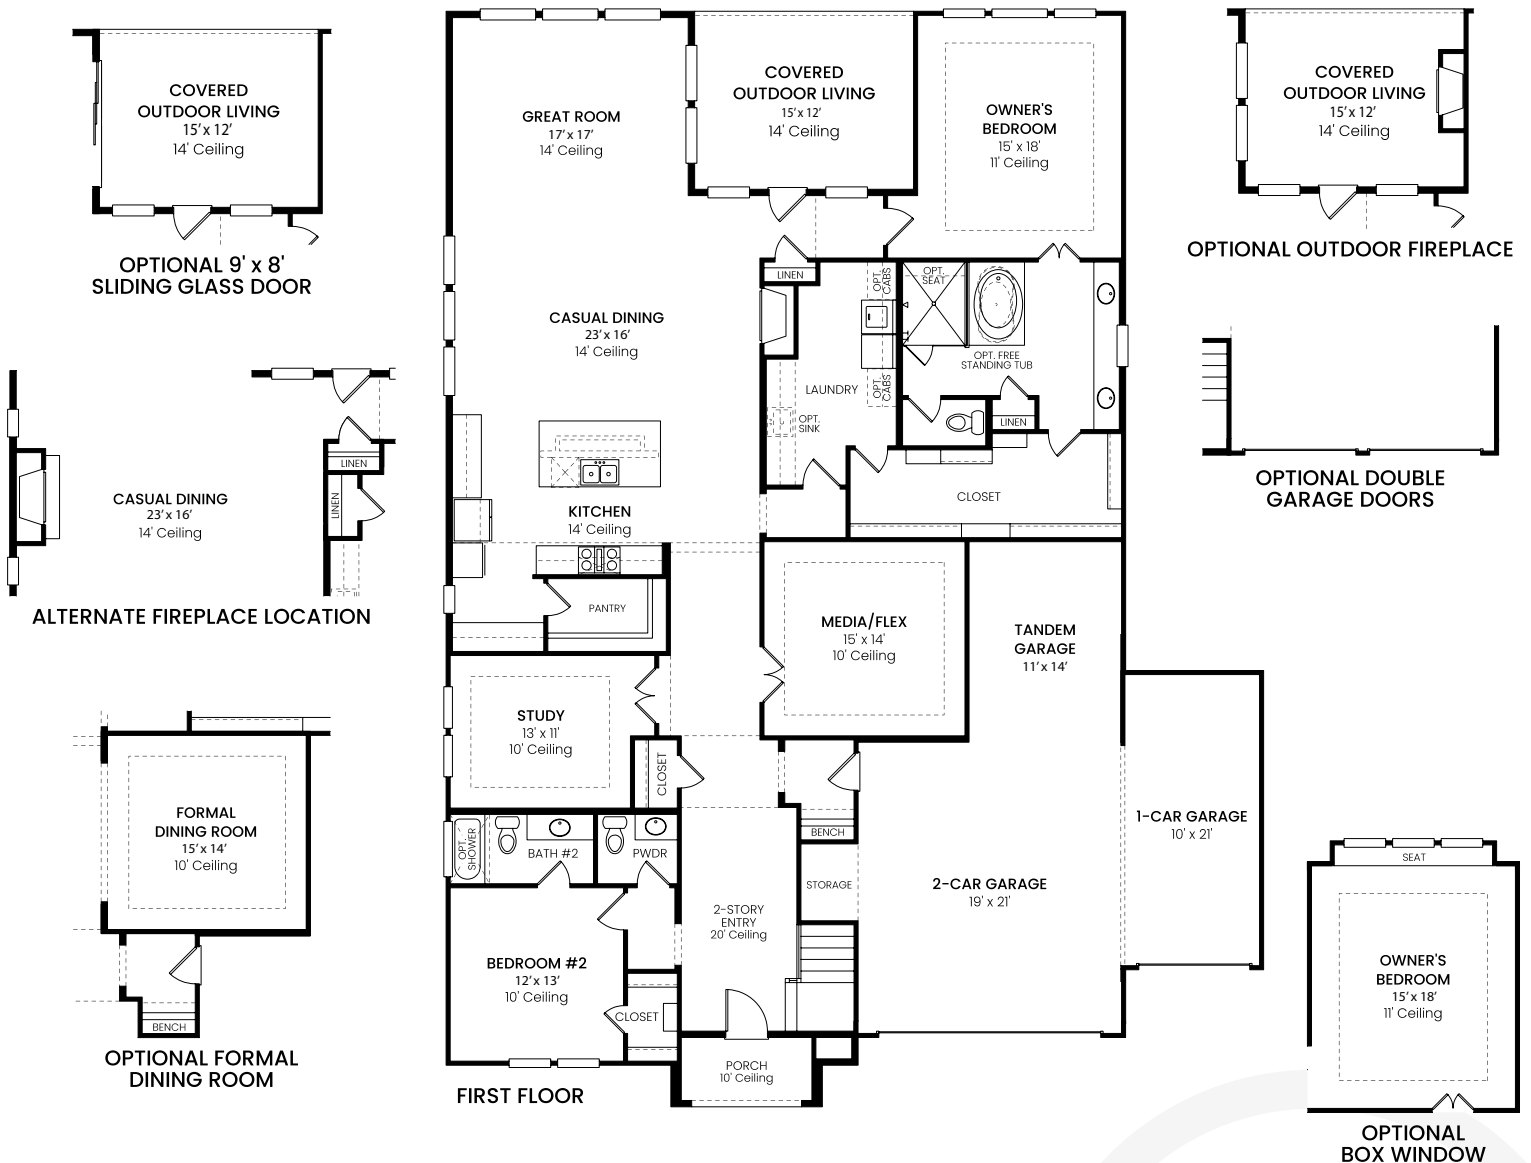 COVERED
OUTDOOR LIVING
15' x 12'
14' Ceiling
OPTIONAL 9' x 8'
SLIDING GLASS DOOR
CASUAL DINING
23' x 16'
14' Ceiling
LINEN
LINEN
ALTERNATE FIREPLACE LOCATION
FORMAL
DINING ROOM
15' x 14'
10' Ceiling
BENCH
OPTIONAL FORMAL
DINING ROOM
GREAT ROOM
17' x 17'
14' Ceiling
COVERED
OUTDOOR LIVING
15' x 12'
14' Ceiling
OWNER'S
BEDROOM
15' x 18'
11' Ceiling
CASUAL DINING
23' x 16'
14' Ceiling
LINEN
OPT.
CABS
OPT.
SEAT
LAUNDRY
OPT. FREE
STANDING TUB
OPT.
CABS
OPT.
SINK
LINEN
CLOSET
KITCHEN
14' Ceiling
PANTRY
MEDIA/FLEX
15' x 14'
10' Ceiling
TANDEM
GARAGE
11' x 14'
STUDY
13' x 11'
10' Ceiling
CLOSET
OPT.
SHOWER
BATH #2
PWDR
BENCH
STORAGE
1-CAR GARAGE
10' x 21'
2-CAR GARAGE
19' x 21'
2-STORY
ENTRY
20' Ceiling
BEDROOM #2
12' x 13'
10' Ceiling
CLOSET
PORCH
10' Ceiling
FIRST FLOOR
COVERED
OUTDOOR LIVING
15' x 12'
14' Ceiling
OPTIONAL OUTDOOR FIREPLACE
OPTIONAL DOUBLE
GARAGE DOORS
SEAT
OWNER'S
BEDROOM
15' x 18'
11' Ceiling
OPTIONAL
BOX WINDOW